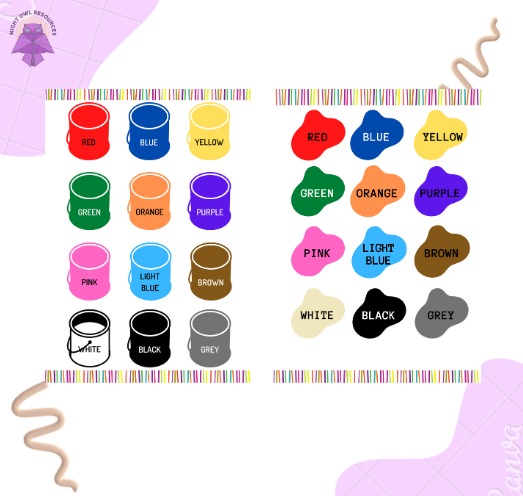 NIGHT OWL RESOURCES
RED
BLUE
YELLOW
GREEN
ORANGE
PURPLE
PINK
LIGHT
BLUE
BROWN
WHITE
BLACK
GREY
RED
BLUE
YELLOW
GREEN
ORANGE
PURPLE
PINK
LIGHT
BLUE
BROWN
WHITE
BLACK
GREY
Canva